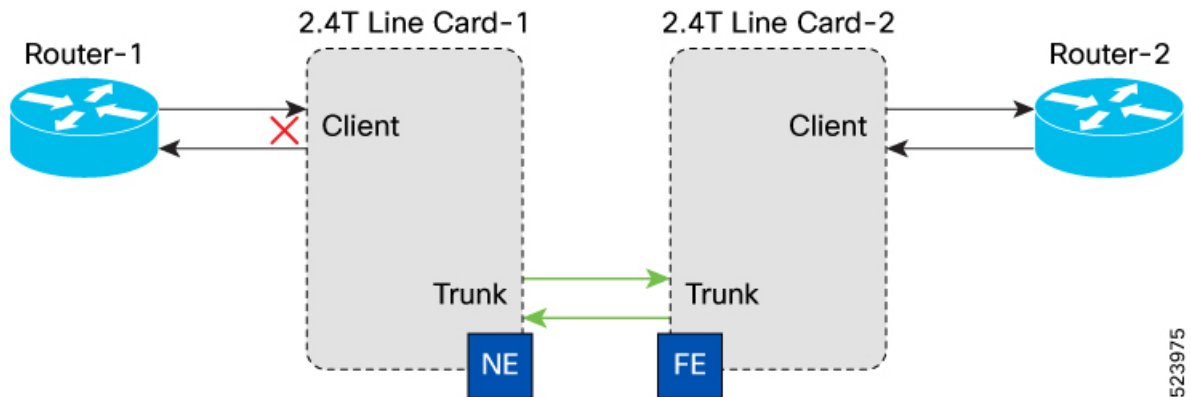 2.4T Line Card-1
2.4T Line Card-2
Router-1
Router-2
Client
Client
Trunk
Trunk
NE
FE
523975